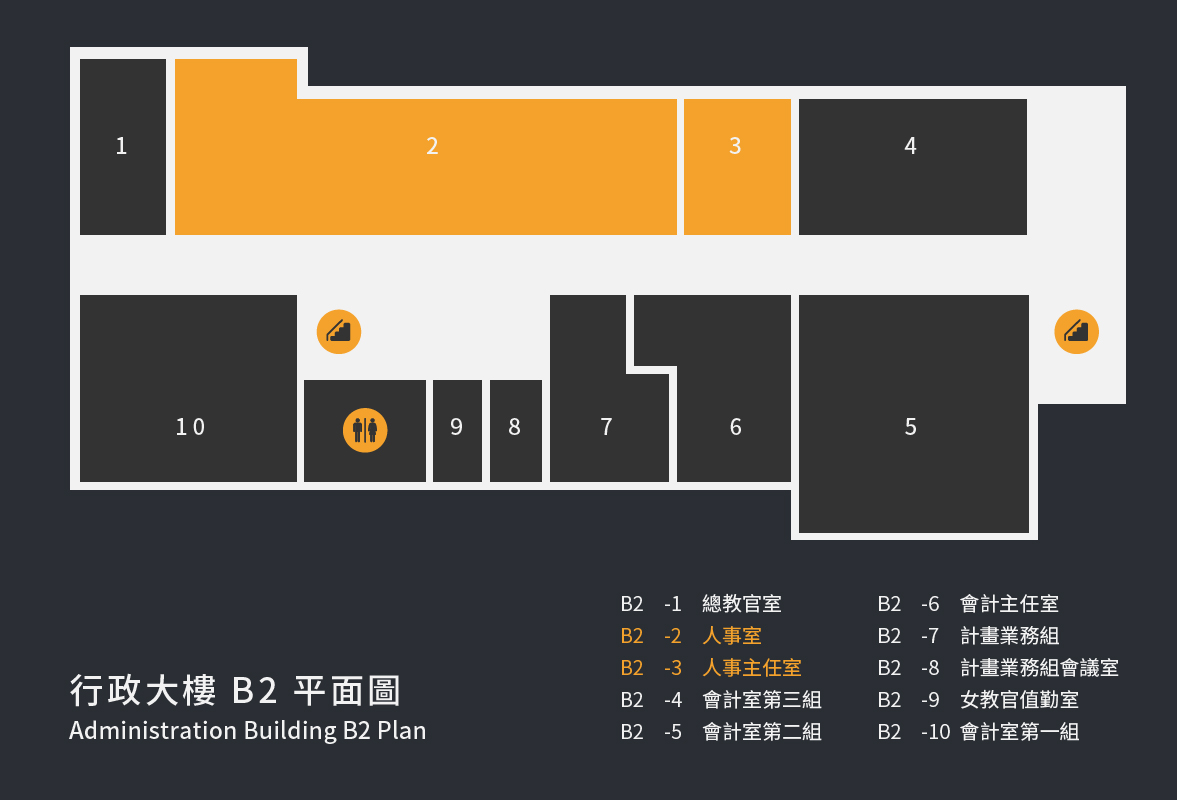 1
2
3
4
10
9
8
7
6
5
B2 -1 總教官室
B2 -2 人事室
B2 -3 人事主任室
B2 -4 會計室第三組
B2 -5 會計室第二組
B2 -6 會計主任室
B2 -7 計畫業務組
B2 -8 計畫業務組會議室
B2 -9 女教官值勤室
B2 -10 會計室第一組
行政大樓 B2 平面圖
Administration Building B2 Plan